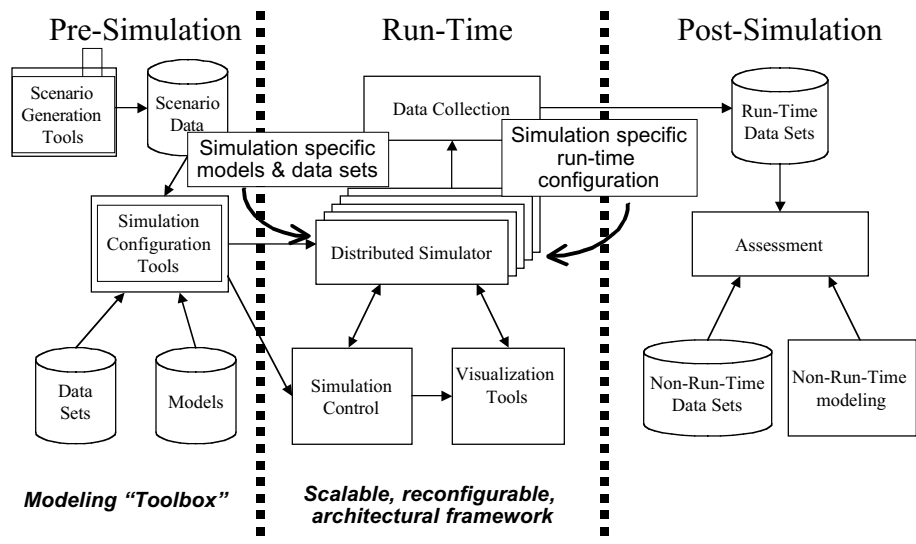 Pre-Simulation
Run-Time
Post-Simulation
Scenario
Generation
Tools
Scenario
Data
Data Collection
Run-Time
Data Sets
Simulation specific
models & data sets
Simulation specific
run-time
configuration
Simulation
Configuration
Tools
Distributed Simulator
Assessment
Data
Sets
Models
Simulation
Control
Visualization
Tools
Non-Run-Time
Data Sets
Non-Run-Time
modeling
Modeling “Toolbox”
Scalable, reconfigurable,
architectural framework